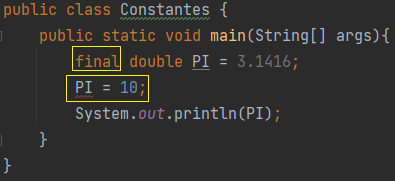 public class Constantes {
public static void main(String[] args){
final double PI = 3.1416;
PI = 10;
System.out.println(PI);
}
}